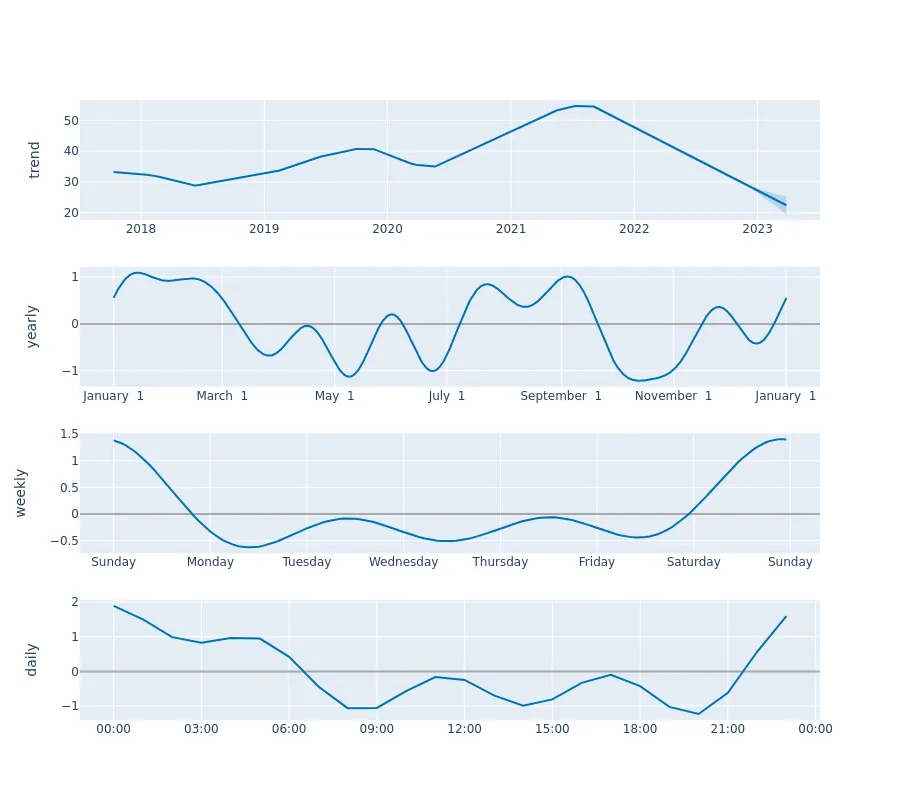 trend
50
40
30
20
2018 2019 2020 2021 2022 2023
yearly
1
0
−1
January 1 March 1 May 1 July 1 September 1 November 1 January 1
weekly
1.5
1
0.5
0
−0.5
Sunday Monday Tuesday Wednesday Thursday Friday Saturday Sunday
daily
2
1
0
−1
00:00 03:00 06:00 09:00 12:00 15:00 18:00 21:00 00:00